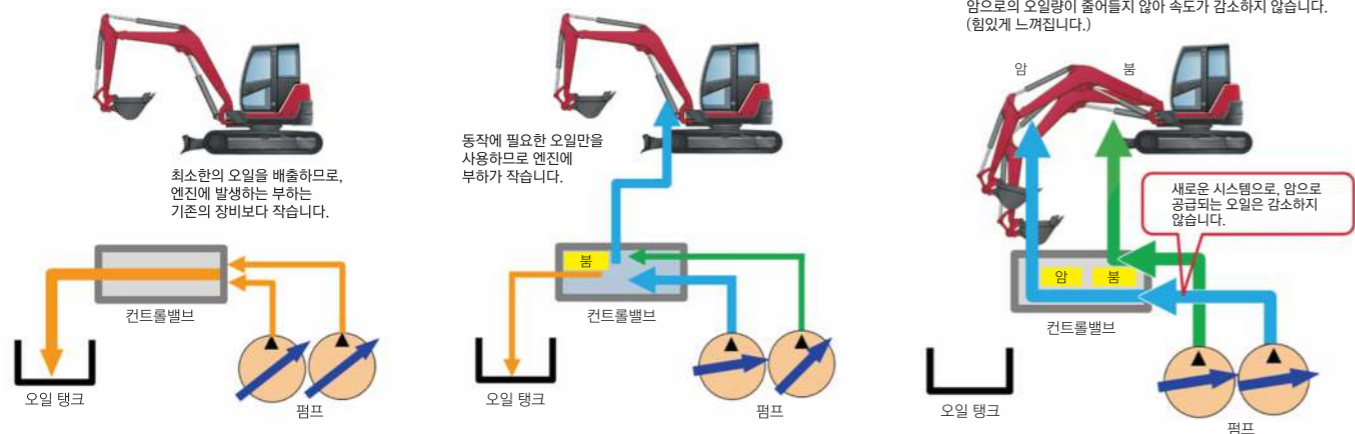 최소한의 오일을 배출하므로,
엔진에 발생하는 부하는
기존의 장비보다 작습니다.
컨트롤밸브
오일 탱크
펌프
동작에 필요한 오일만을
사용하므로 엔진에
부하가 작습니다.
붐
컨트롤밸브
오일 탱크
펌프
암으로의 오일량이 줄어들지 않아 속도가 감소하지 않습니다.
(힘있게 느껴집니다.)
암
붐
새로운 시스템으로, 암으로
공급되는 오일은 감소하지
않습니다.
암
붐
컨트롤밸브
오일 탱크
펌프